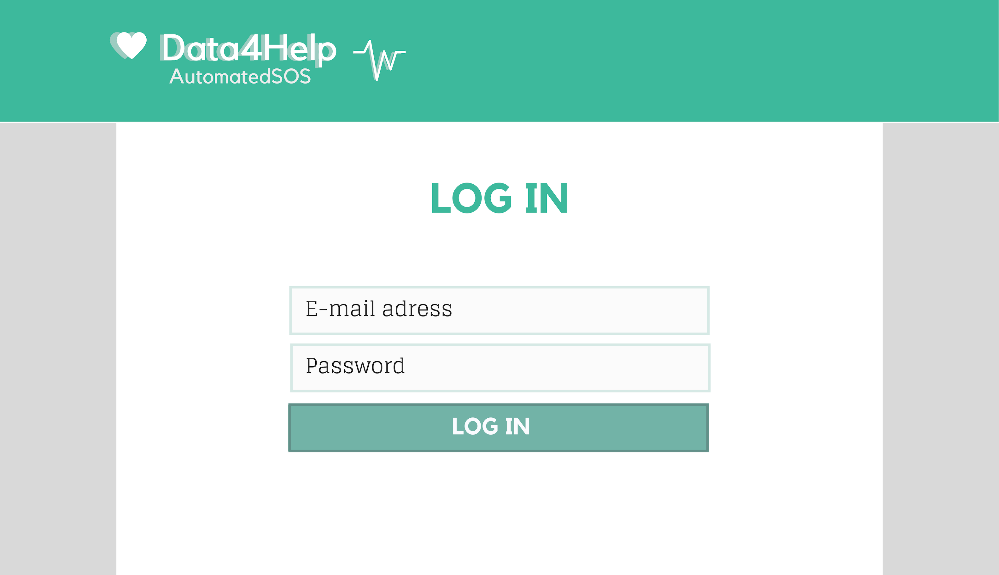 Data4Help
AutomatedSOS
LOG IN
E-mail adress
Password
LOG IN